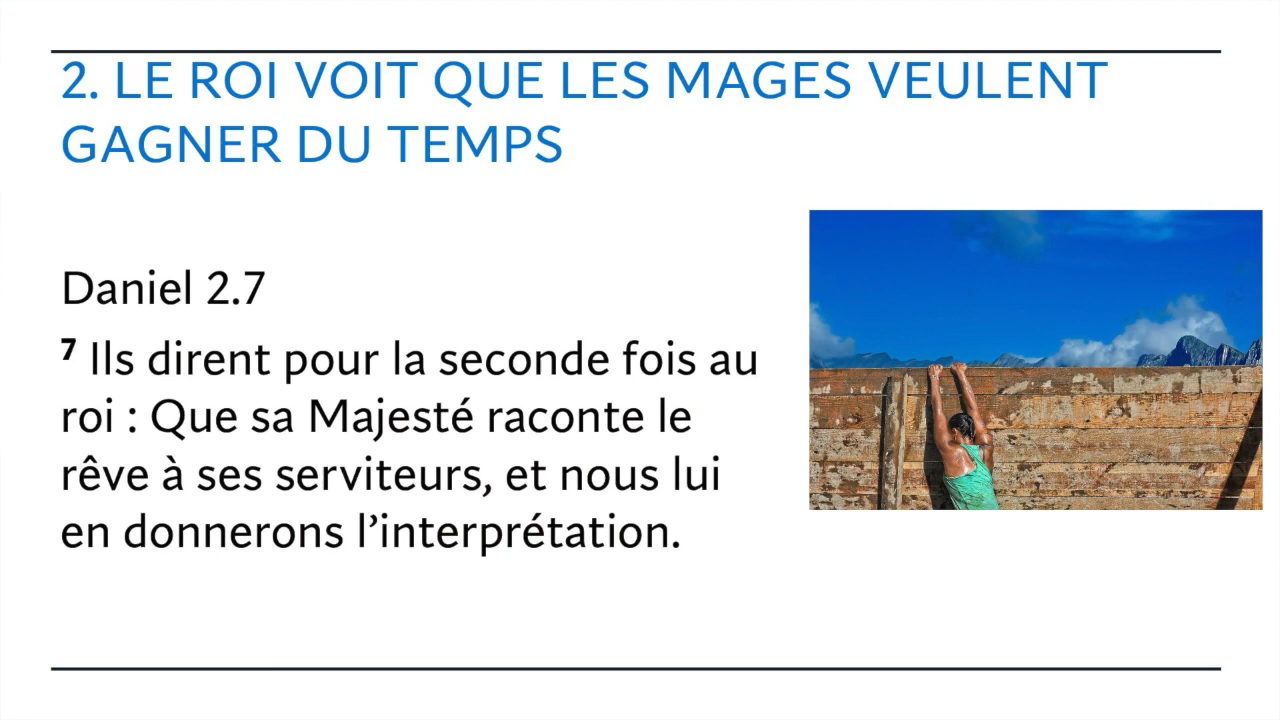 2. LE ROI VOIT QUE LES MAGES VEULENT
GAGNER DU TEMPS
Daniel 2.7
⁷ Ils dirent pour la seconde fois au
roi : Que sa Majesté raconte le
rêve à ses serviteurs, et nous lui
en donnerons l’interprétation.